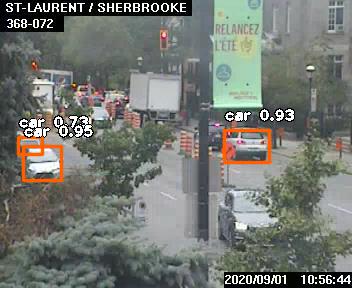 ST-LAURENT / SHERBROOKE
368-072
RELANCEZ
L'ÉTÉ
car 0.93
car 0.73
car 0.95
2020/09/01 10:56:44